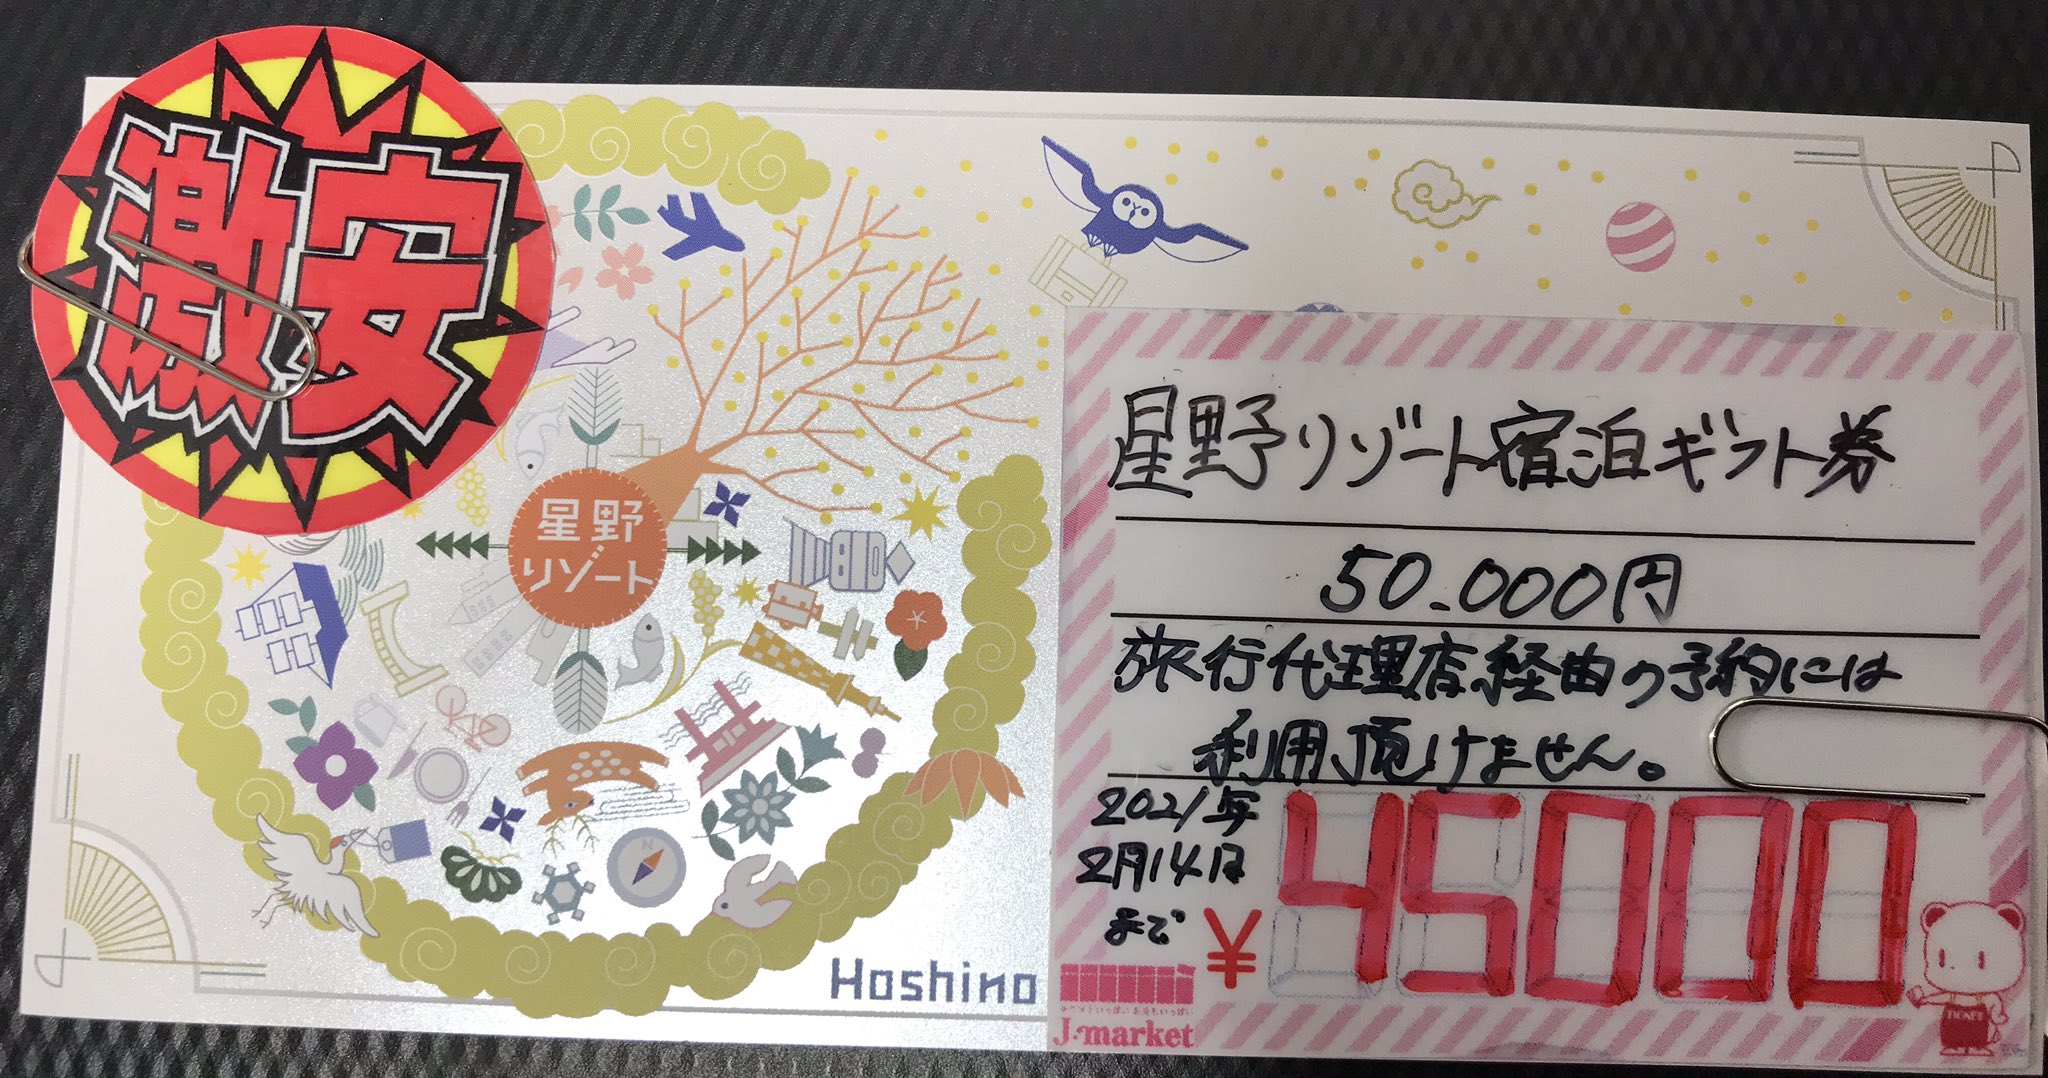 激安
星野
リゾート
N
Hoshino
星野リゾート宿泊ギフト券
50.000円
旅行代理店経由の予約には
利用頂けません。
2021年
2月14日
まで
¥45000
J·market
TICKET